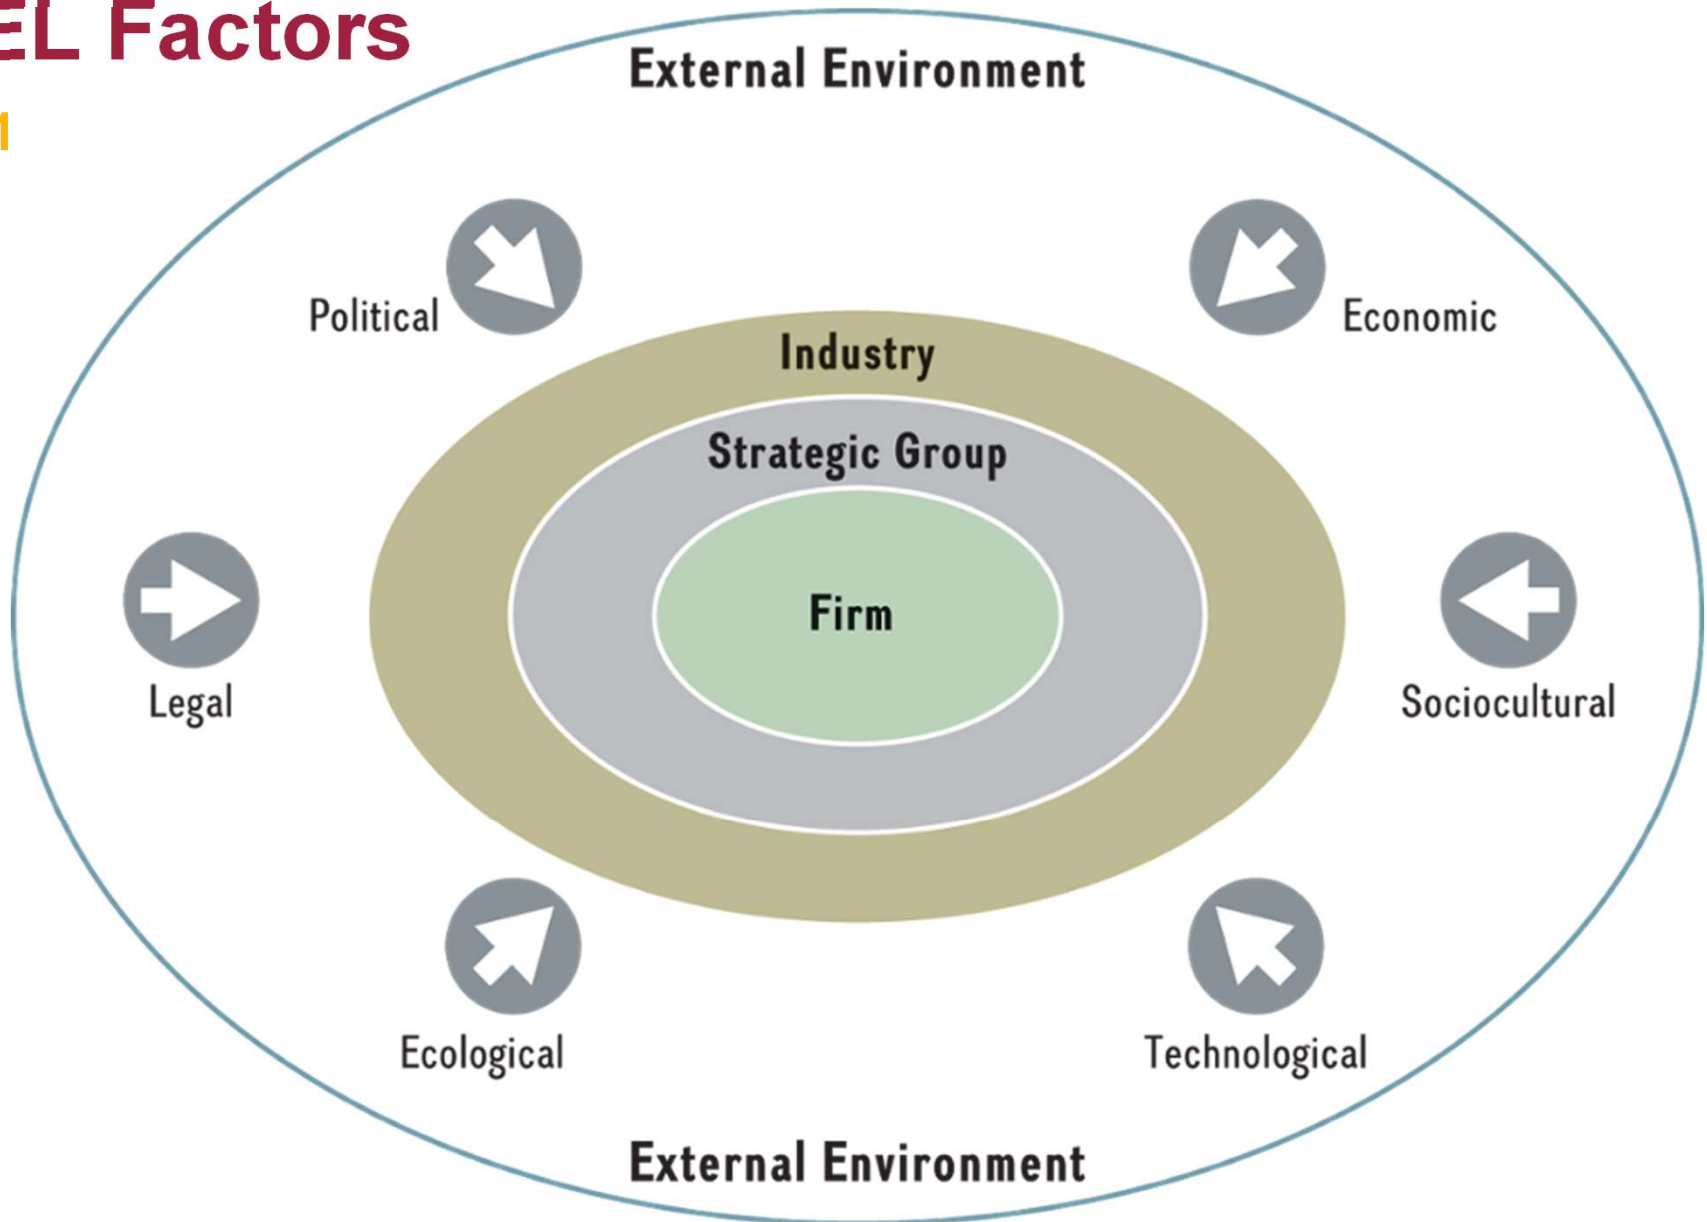 EL Factors
External Environment
Political
Economic
Industry
Strategic Group
Firm
Legal
Sociocultural
Ecological
Technological
External Environment